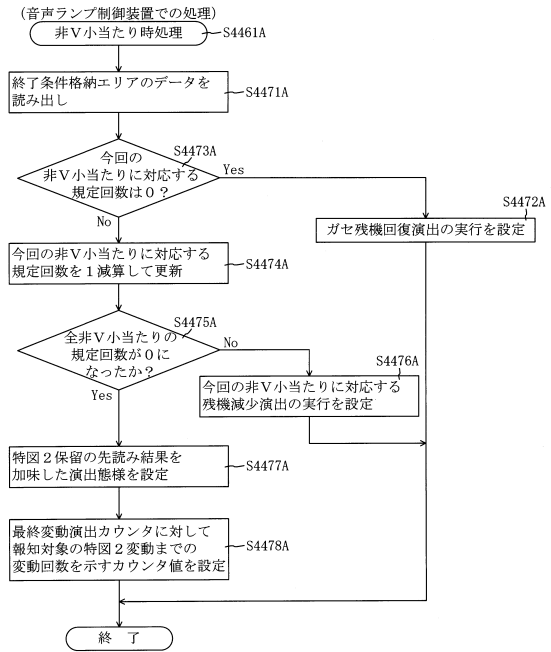 (音声ランプ制御装置での処理)
非V小当たり時処理
S4461A
終了条件格納エリアのデータを
読み出し
S4471A
S4473A
今回の
非V小当たりに対応する
規定回数は0?
Yes
No
S4472A
ガセ残機回復演出の実行を設定
今回の非V小当たりに対応する
規定回数を1減算して更新
S4474A
S4475A
全非V小当たりの
規定回数が0に
なったか?
No
Yes
S4476A
今回の非V小当たりに対応する
残機減少演出の実行を設定
特図2保留の先読み結果を
加味した演出態様を設定
S4477A
最終変動演出カウンタに対して
報知対象の特図2変動までの
変動回数を示すカウンタ値を設定
S4478A
終 了